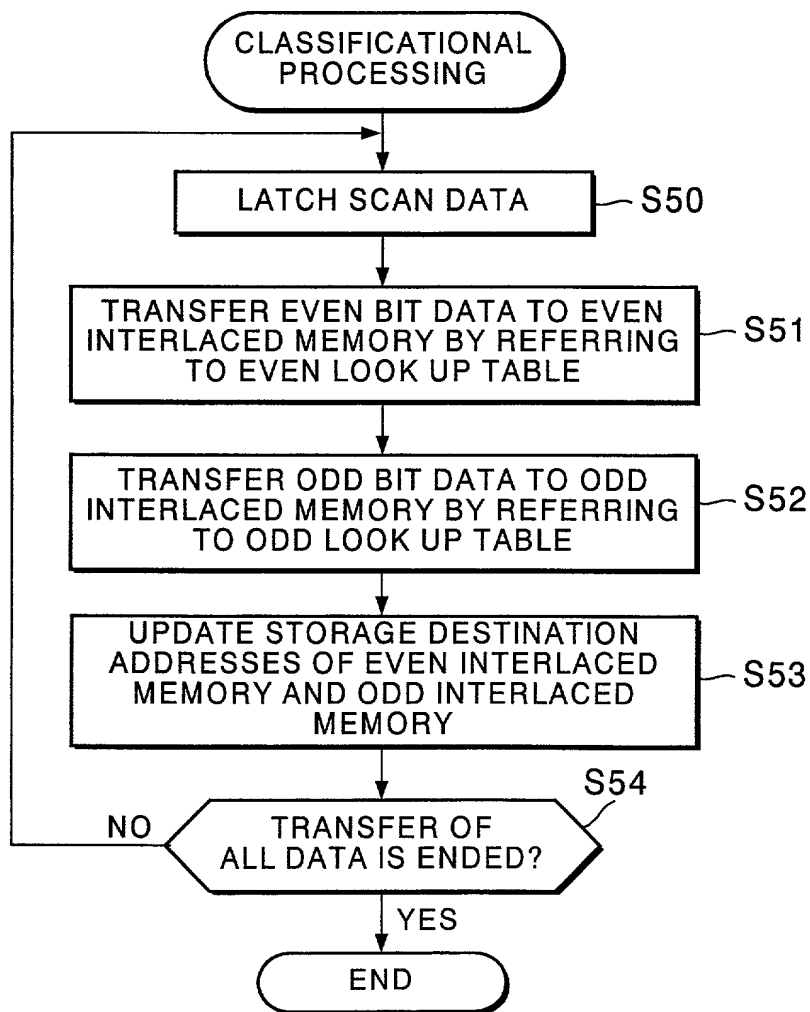 CLASSIFICATIONAL
PROCESSING
LATCH SCAN DATA
S50
TRANSFER EVEN BIT DATA TO EVEN
INTERLACED MEMORY BY REFERRING
TO EVEN LOOK UP TABLE
S51
TRANSFER ODD BIT DATA TO ODD
INTERLACED MEMORY BY REFERRING
TO ODD LOOK UP TABLE
S52
UPDATE STORAGE DESTINATION
ADDRESSES OF EVEN INTERLACED
MEMORY AND ODD INTERLACED
MEMORY
S53
S54
NO
TRANSFER OF
ALL DATA IS ENDED?
YES
END